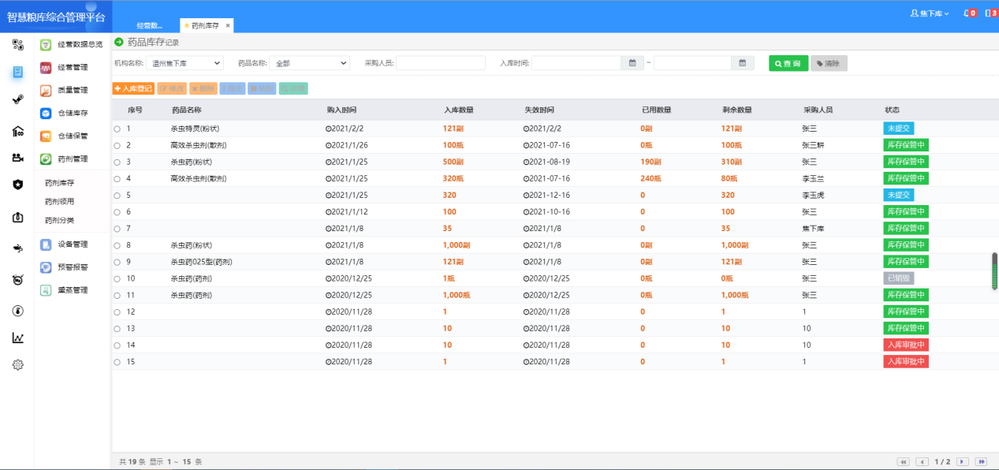 智慧粮库综合管理平台
经营数...
药剂库存 ×
焦下库
0
3
经营数据总览
经营管理
质量管理
仓储库存
仓储保管
药剂管理
药剂库存
药剂领用
药剂分类
设备管理
预警报警
熏蒸管理
药品库存记录
机构名称: 温州焦下库 药品名称: 全部 采购人员: 入库时间: ~ 查询 清除
入库登记 修改 删除
序号 药品名称 购入时间 入库数量 失效时间 已用数量 剩余数量 采购人员 状态
1 杀虫特灵(粉状) 2021/2/2 121副 2021/2/2 0副 121副 张三 未提交
2 高效杀虫剂(散剂) 2021/1/26 100瓶 2021-07-16 0瓶 100瓶 张三耕 库存保管中
3 杀虫药(粉状) 2021/1/25 500副 2021-08-19 190副 310副 张三 库存保管中
4 高效杀虫剂(散剂) 2021/1/25 320瓶 2021-07-16 240瓶 80瓶 李玉兰 库存保管中
5 2021/1/25 320 2021-12-16 0 320 李玉虎 未提交
6 2021/1/12 100 2021-10-16 0 100 张三 库存保管中
7 2021/1/8 35 2021/1/8 0 35 焦下库 库存保管中
8 杀虫药(粉状) 2021/1/8 1,000副 2021/1/8 0副 1,000副 张三 库存保管中
9 杀虫药025型(药剂) 2021/1/8 121副 2021/1/8 0副 121副 张三 库存保管中
10 杀虫药(药剂) 2020/12/25 1瓶 2020/12/25 0瓶 0瓶 张三 已销毁
11 杀虫药(药剂) 2020/12/25 1,000瓶 2020/12/25 0瓶 1,000瓶 张三 库存保管中
12 2020/11/28 1 2020/11/28 0 1 1 库存保管中
13 2020/11/28 10 2020/11/28 0 10 10 库存保管中
14 2020/11/28 10 2020/11/28 0 10 10 入库审批中
15 2020/11/28 1 2020/11/28 0 1 1 入库审批中
共 19 条 显示 1 ~ 15 条
1 / 2